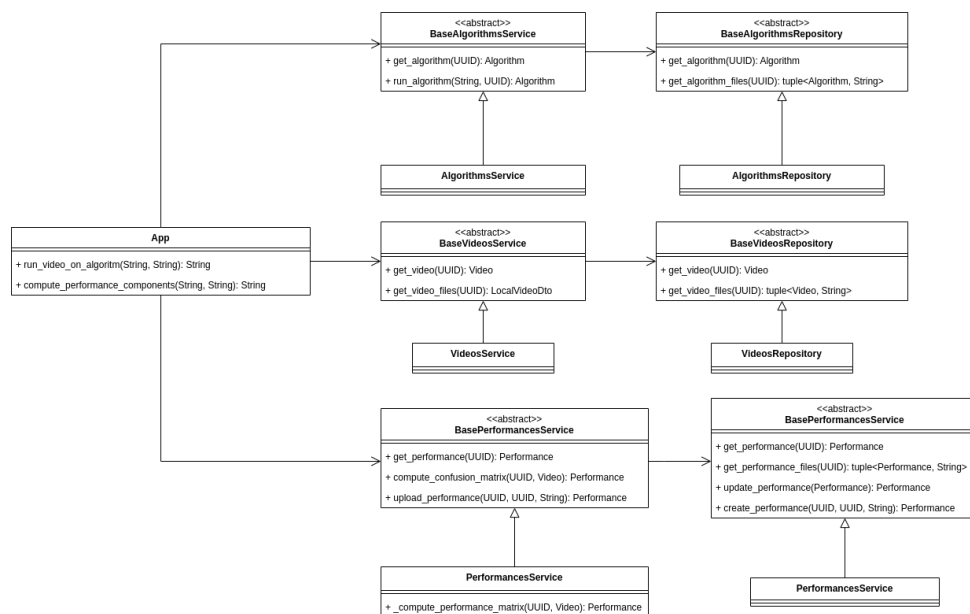 <<abstract>>
BaseAlgorithmsService
+ get_algorithm(UUID): Algorithm
+ run_algorithm(String, UUID): Algorithm
<<abstract>>
BaseAlgorithmsRepository
+ get_algorithm(UUID): Algorithm
+ get_algorithm_files(UUID): tuple<Algorithm, String>
AlgorithmsService
AlgorithmsRepository
App
+ run_video_on_algoritm(String, String): String
+ compute_performance_components(String, String): String
<<abstract>>
BaseVideosService
+ get_video(UUID): Video
+ get_video_files(UUID): LocalVideoDto
<<abstract>>
BaseVideosRepository
+ get_video(UUID): Video
+ get_video_files(UUID): tuple<Video, String>
VideosService
VideosRepository
<<abstract>>
BasePerformancesService
+ get_performance(UUID): Performance
+ compute_confusion_matrix(UUID, Video): Performance
+ upload_performance(UUID, UUID, String): Performance
<<abstract>>
BasePerformancesService
+ get_performance(UUID): Performance
+ get_performance_files(UUID): tuple<Performance, String>
+ update_performance(Performance): Performance
+ create_performance(UUID, UUID, String): Performance
PerformancesService
+ _compute_performance_matrix(UUID, Video): Performance
PerformancesService